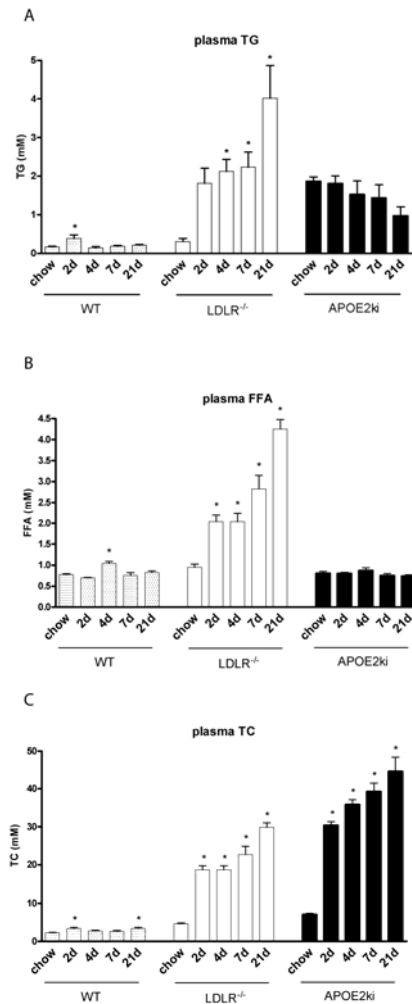 A
plasma TG
TG (mM)
5
4
3
2
1
0
* * * *
chow 2d 4d 7d 21d chow 2d 4d 7d 21d chow 2d 4d 7d 21d
WT LDLR-/- APOE2ki
B
plasma FFA
FFA (mM)
4.5
4.0
3.5
3.0
2.5
2.0
1.5
1.0
0.5
0.0
* * * * *
chow 2d 4d 7d 21d chow 2d 4d 7d 21d chow 2d 4d 7d 21d
WT LDLR-/- APOE2ki
C
plasma TC
TC (mM)
60
40
30
20
10
0
* * * * * * * * * *
chow 2d 4d 7d 21d chow 2d 4d 7d 21d chow 2d 4d 7d 21d
WT LDLR-/- APOE2ki